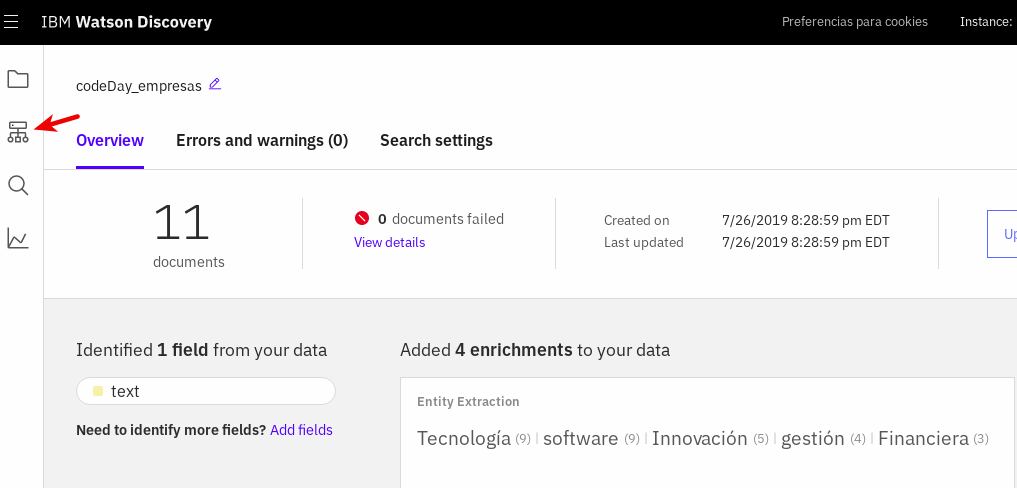 IBM Watson Discovery
Preferencias para cookies
Instance:
codeDay_empresas
Overview
Errors and warnings (0)
Search settings
11
documents
0 documents failed
View details
Created on 7/26/2019 8:28:59 pm EDT
Last updated 7/26/2019 8:28:59 pm EDT
Up
Identified 1 field from your data
text
Need to identify more fields? Add fields
Added 4 enrichments to your data
Entity Extraction
Tecnología (9) | software (9) | Innovación (5) | gestión (4) | Financiera (3)